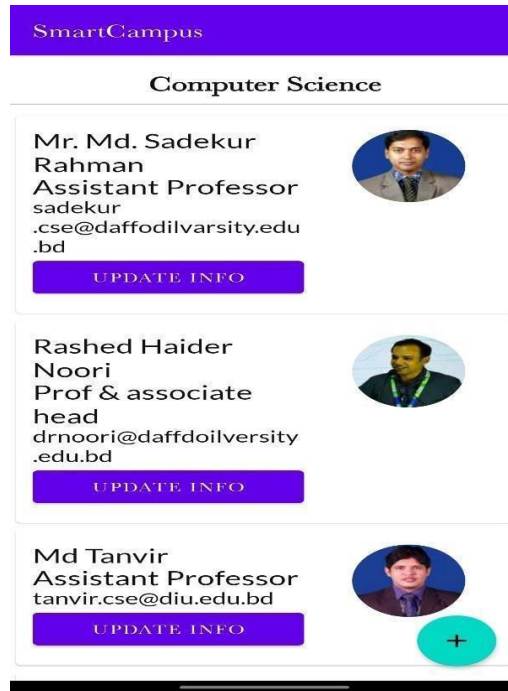 SmartCampus
Computer Science
Mr. Md. Sadekur
Rahman
Assistant Professor
sadekur
.cse@daffodilvarsity.edu
.bd
UPDATE INFO
Rashed Haider
Noori
Prof & associate
head
drnoori@daffdoilversity
.edu.bd
UPDATE INFO
Md Tanvir
Assistant Professor
tanvir.cse@diu.edu.bd
UPDATE INFO
+